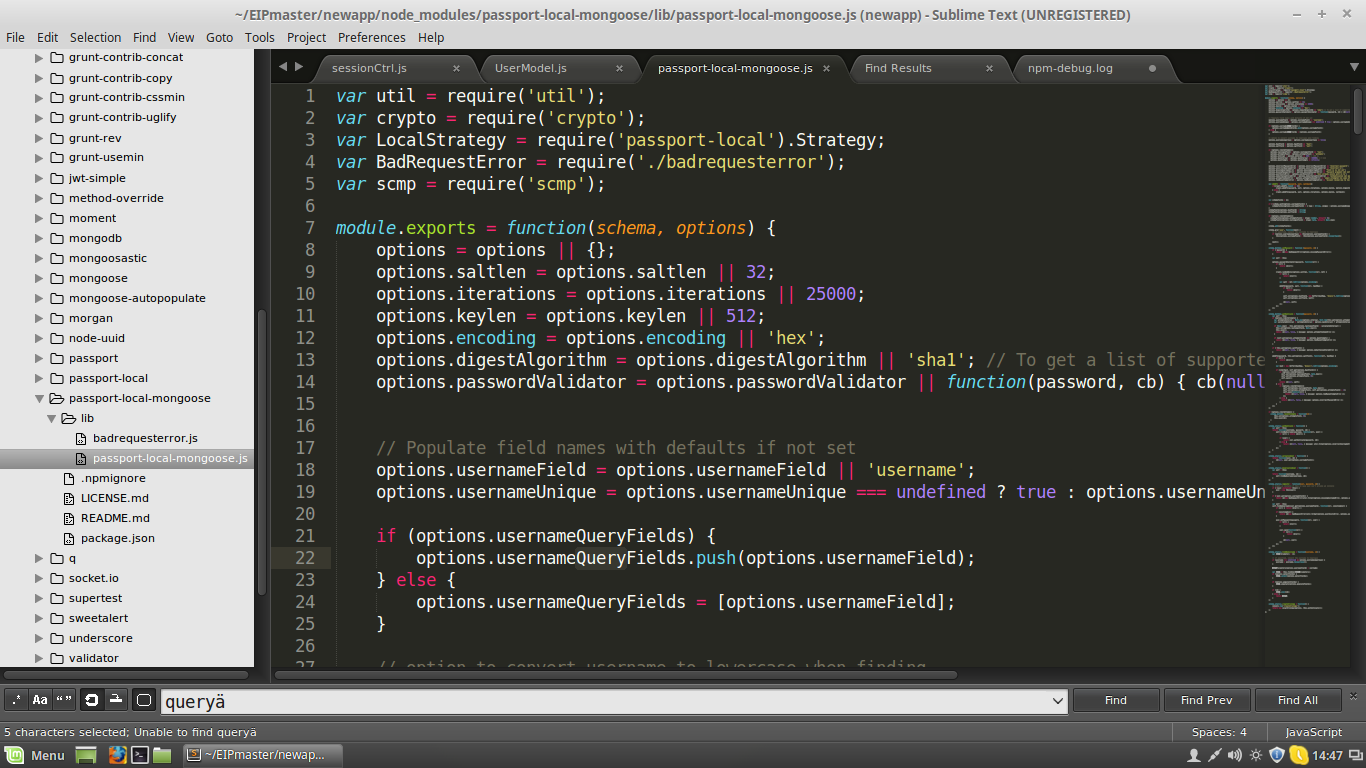 ~/EIPmaster/newapp/node_modules/passport-local-mongoose/lib/passport-local-mongoose.js (newapp) - Sublime Text (UNREGISTERED)
File Edit Selection Find View Goto Tools Project Preferences Help
grunt-contrib-concat
grunt-contrib-copy
grunt-contrib-cssmin
grunt-contrib-uglify
grunt-rev
grunt-usemin
jwt-simple
method-override
moment
mongodb
mongoosastic
mongoose
mongoose-autopopulate
morgan
node-uuid
passport
passport-local
passport-local-mongoose
lib
badrequesterror.js
passport-local-mongoose.js
.npmignore
LICENSE.md
README.md
package.json
q
socket.io
supertest
sweetalert
underscore
validator
sessionCtrl.js × UserModel.js × passport-local-mongoose.js × Find Results × npm-debug.log
1 var util = require('util');
2 var crypto = require('crypto');
3 var LocalStrategy = require('passport-local').Strategy;
4 var BadRequestError = require('./badrequesterror');
5 var scmp = require('scmp');
6
7 module.exports = function(schema, options) {
8 options = options || {};
9 options.saltlen = options.saltlen || 32;
10 options.iterations = options.iterations || 25000;
11 options.keylen = options.keylen || 512;
12 options.encoding = options.encoding || 'hex';
13 options.digestAlgorithm = options.digestAlgorithm || 'sha1'; // To get a list of supporte
14 options.passwordValidator = options.passwordValidator || function(password, cb) { cb(null
15
16
17 // Populate field names with defaults if not set
18 options.usernameField = options.usernameField || 'username';
19 options.usernameUnique = options.usernameUnique === undefined ? true : options.usernameUn
20
21 if (options.usernameQueryFields) {
22 options.usernameQueryFields.push(options.usernameField);
23 } else {
24 options.usernameQueryFields = [options.usernameField];
25 }
26
27 // option to convert username to lowercase when finding
.* Aa “ ” queryä Find Find Prev Find All ×
5 characters selected; Unable to find queryä Spaces: 4 JavaScript
Menu ~/EIPmaster/newap... 14:47